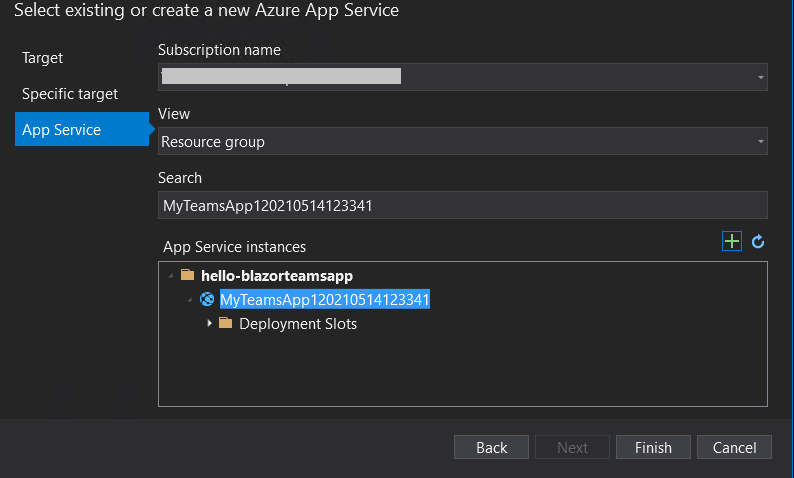 Select existing or create a new Azure App Service
Target
Specific target
App Service
Subscription name
View
Resource group
Search
MyTeamsApp120210514123341
App Service instances
hello-blazorteamsapp
MyTeamsApp120210514123341
Deployment Slots
Back
Next
Finish
Cancel